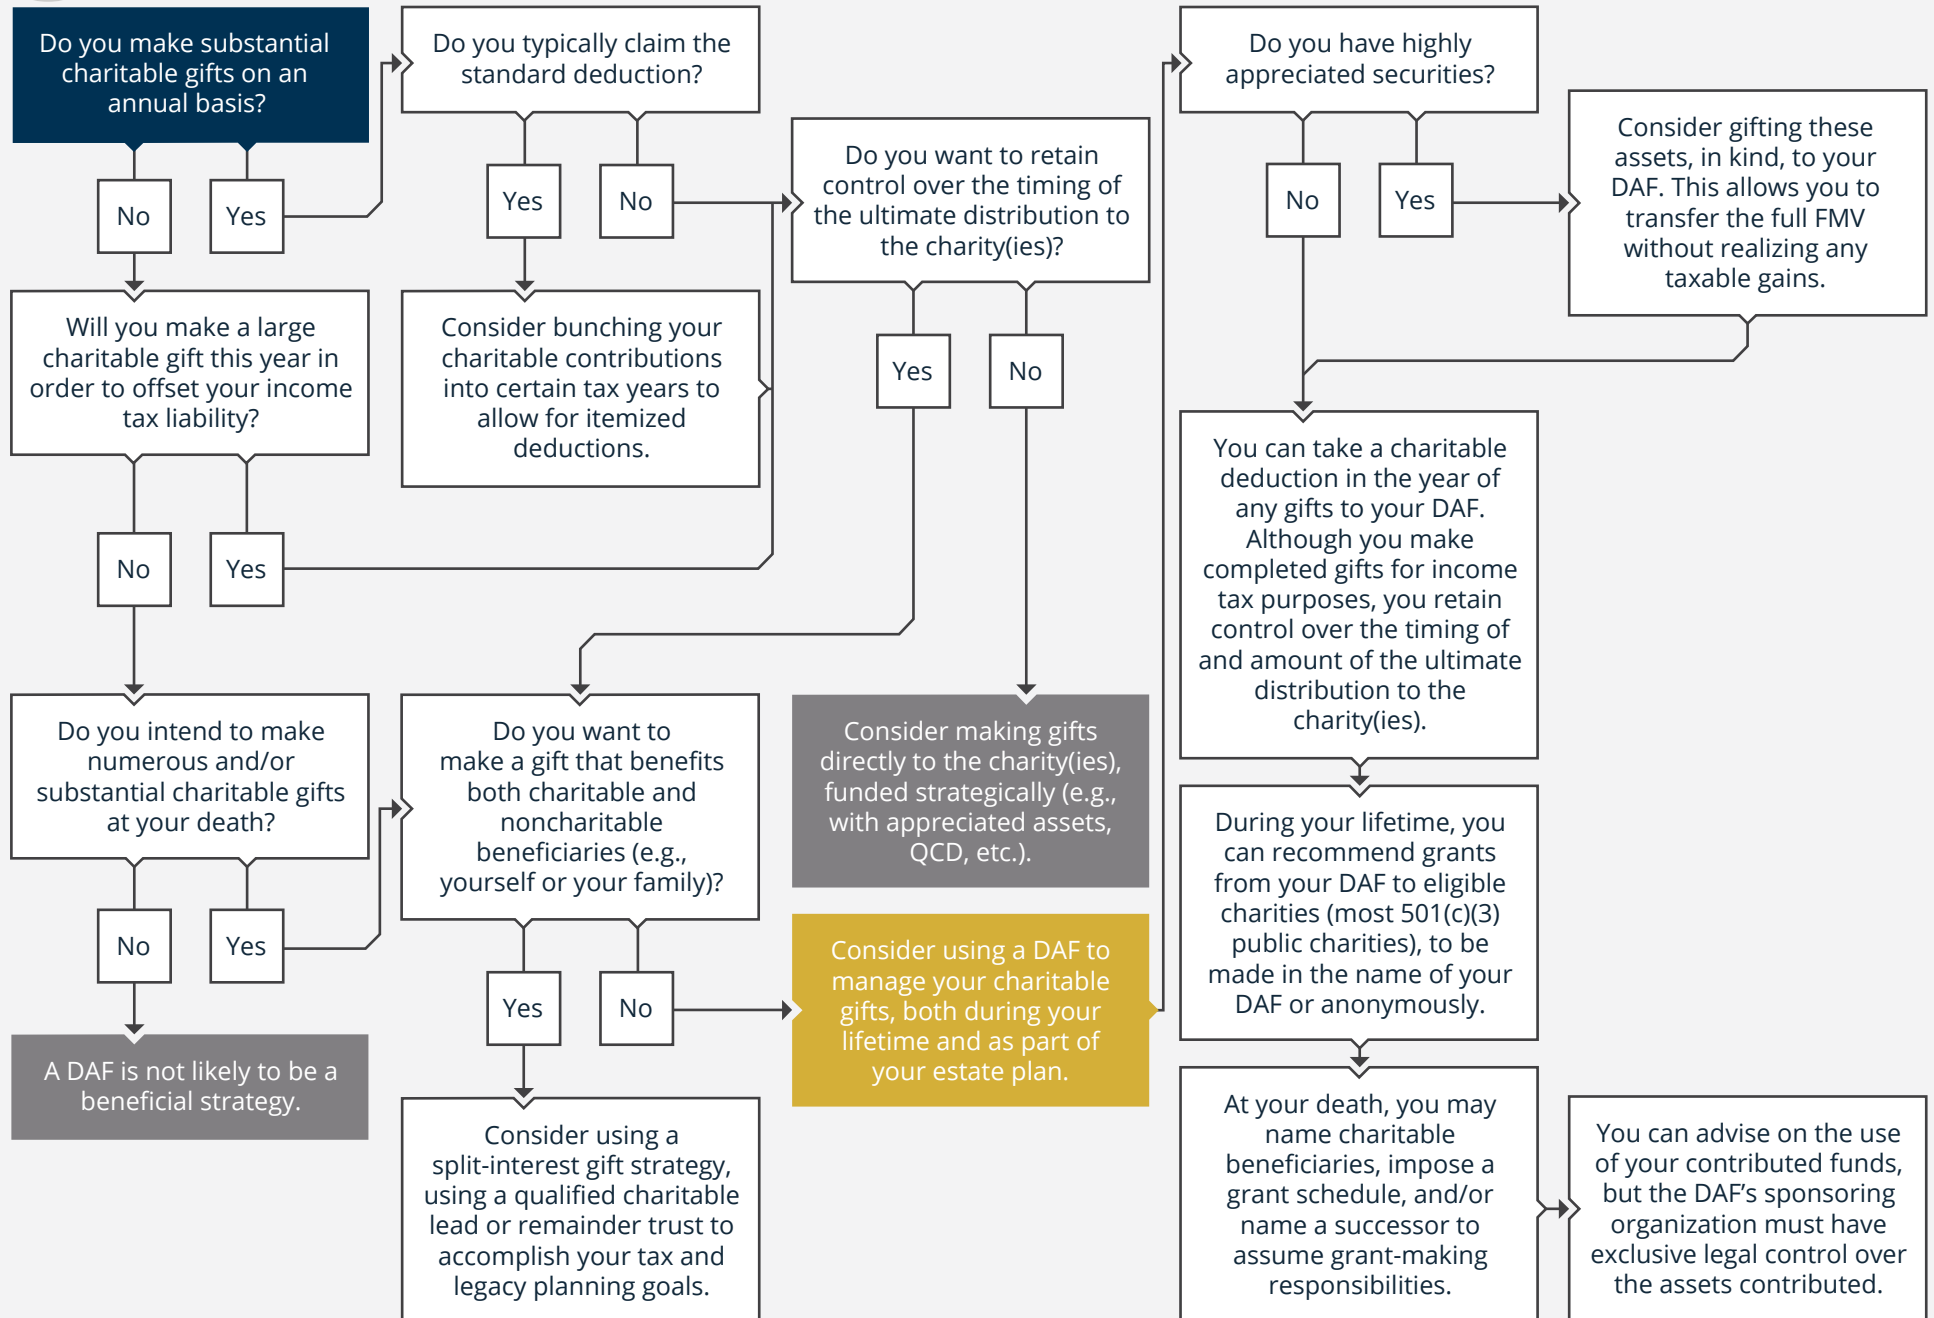 Do you make substantial
charitable gifts on an
annual basis?
No
Yes
Will you make a large
charitable gift this year in
order to offset your income
tax liability?
No
Yes
Do you intend to make
numerous and/or
substantial charitable gifts
at your death?
No
Yes
A DAF is not likely to be a
beneficial strategy.
Do you typically claim the
standard deduction?
Yes
No
Consider bunching your
charitable contributions
into certain tax years to
allow for itemized
deductions.
Do you want to retain
control over the timing of
the ultimate distribution to
the charity(ies)?
Yes
No
Do you want to
make a gift that benefits
both charitable and
noncharitable
beneficiaries (e.g.,
yourself or your family)?
Yes
No
Consider using a
split-interest gift strategy,
using a qualified charitable
lead or remainder trust to
accomplish your tax and
legacy planning goals.
Consider making gifts
directly to the charity(ies),
funded strategically (e.g.,
with appreciated assets,
QCD, etc.).
Consider using a DAF to
manage your charitable
gifts, both during your
lifetime and as part of
your estate plan.
Do you have highly
appreciated securities?
No
Yes
Consider gifting these
assets, in kind, to your
DAF. This allows you to
transfer the full FMV
without realizing any
taxable gains.
You can take a charitable
deduction in the year of
any gifts to your DAF.
Although you make
completed gifts for income
tax purposes, you retain
control over the timing of
and amount of the ultimate
distribution to the
charity(ies).
During your lifetime, you
can recommend grants
from your DAF to eligible
charities (most 501(c)(3)
public charities), to be
made in the name of your
DAF or anonymously.
At your death, you may
name charitable
beneficiaries, impose a
grant schedule, and/or
name a successor to
assume grant-making
responsibilities.
You can advise on the use
of your contributed funds,
but the DAF’s sponsoring
organization must have
exclusive legal control over
the assets contributed.